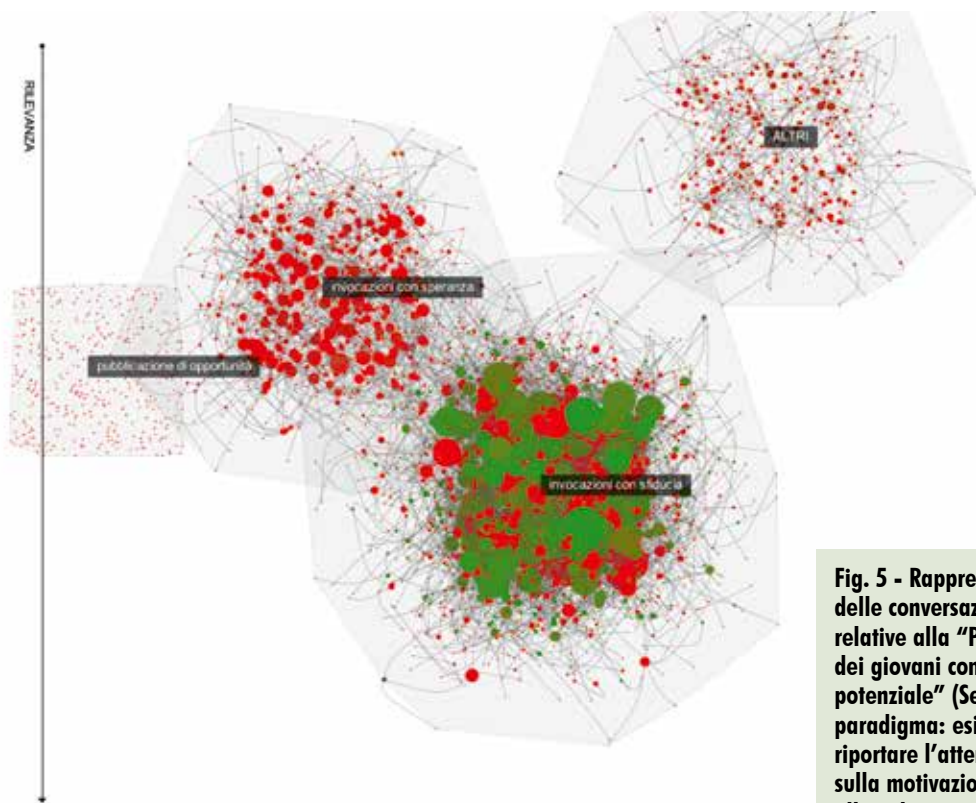 RILEVANZA
ALTRI
invocazioni con speranza
pubblicazione di opportunità
invocazioni con sfiducia
Fig. 5 - Rappre
delle conversaz
relative alla “P
dei giovani con
potenziale” (Se
paradigma: esi
riportare l’atten
sulla motivazio